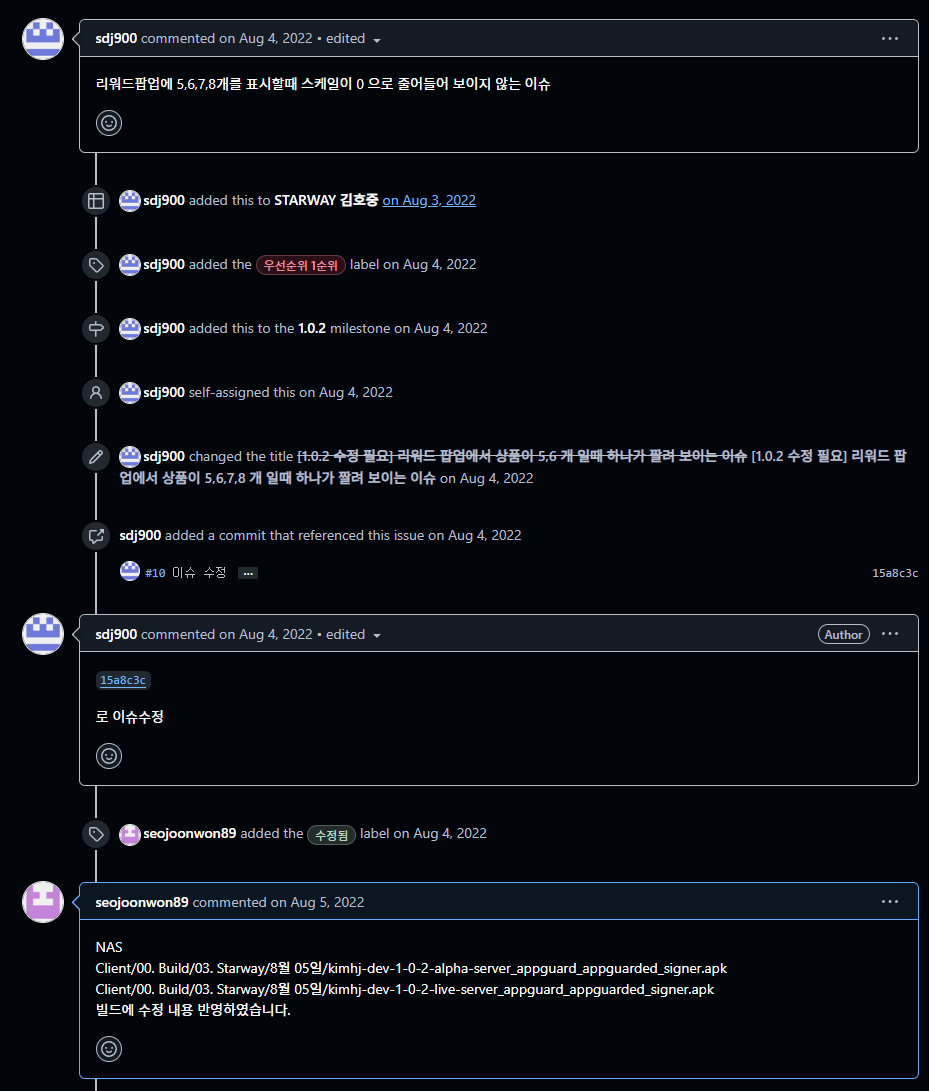 sdj900 commented on Aug 4, 2022 • edited
리워드팝업에 5,6,7,8개를 표시할때 스케일이 0 으로 줄어들어 보이지 않는 이슈
sdj900 added this to STARWAY 김호중 on Aug 3, 2022
sdj900 added the 우선순위 1순위 label on Aug 4, 2022
sdj900 added this to the 1.0.2 milestone on Aug 4, 2022
sdj900 self-assigned this on Aug 4, 2022
sdj900 changed the title [1.0.2 수정 필요] 리워드 팝업에서 상품이 5,6 개 일때 하나가 짤려 보이는 이슈 [1.0.2 수정 필요] 리워드 팝
업에서 상품이 5,6,7,8 개 일때 하나가 짤려 보이는 이슈 on Aug 4, 2022
sdj900 added a commit that referenced this issue on Aug 4, 2022
#10 이슈 수정 … 15a8c3c
sdj900 commented on Aug 4, 2022 • edited Author
15a8c3c
로 이슈수정
seojoonwon89 added the 수정됨 label on Aug 4, 2022
seojoonwon89 commented on Aug 5, 2022
NAS
Client/00. Build/03. Starway/8월 05일/kimhj-dev-1-0-2-alpha-server_appguard_appguarded_signer.apk
Client/00. Build/03. Starway/8월 05일/kimhj-dev-1-0-2-live-server_appguard_appguarded_signer.apk
빌드에 수정 내용 반영하였습니다.